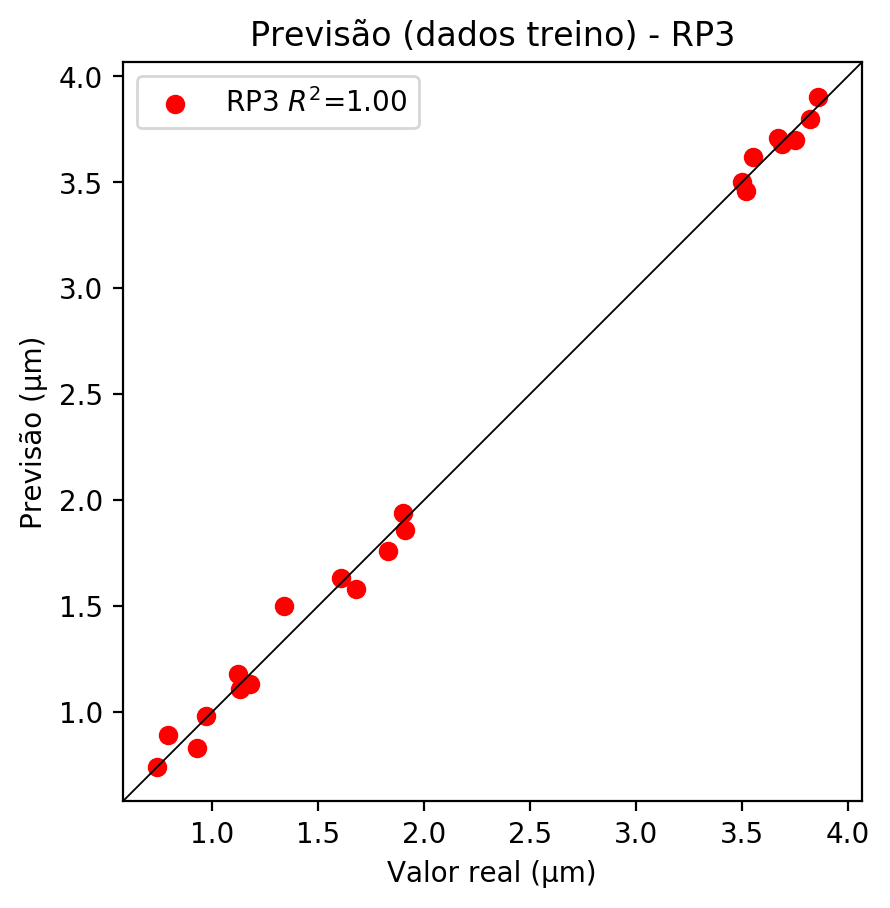 Previsão (dados treino) - RP3
RP3 R²=1.00
Previsão (μm)
4.0
3.5
3.0
2.5
2.0
1.5
1.0
1.0 1.5 2.0 2.5 3.0 3.5 4.0
Valor real (μm)